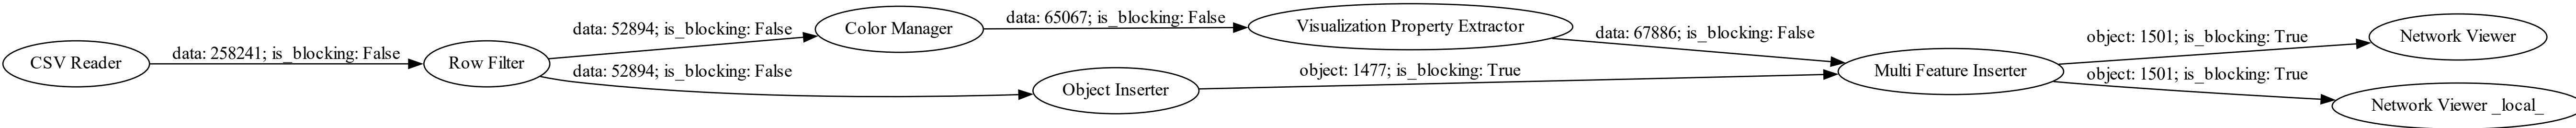 CSV Reader
data: 258241; is_blocking: False
Row Filter
data: 52894; is_blocking: False
data: 52894; is_blocking: False
Color Manager
data: 65067; is_blocking: False
Object Inserter
Visualization Property Extractor
object: 1477; is_blocking: True
data: 67886; is_blocking: False
Multi Feature Inserter
object: 1501; is_blocking: True
object: 1501; is_blocking: True
Network Viewer
Network Viewer _local_